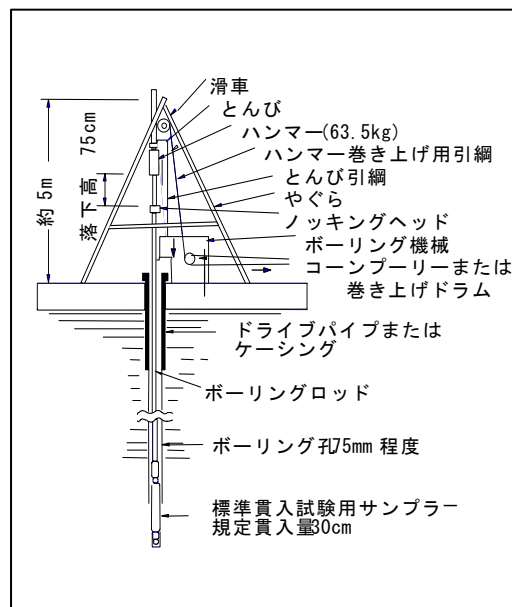 滑車
とんび
ハンマー(63.5kg)
ハンマー巻き上げ用引綱
とんび引綱
やぐら
ノッキングヘッド
ボーリング機械
コーンプーリーまたは
巻き上げドラム
約 5m
落下高 75cm
ドライブパイプまたは
ケーシング
ボーリングロッド
ボーリング孔75mm 程度
標準貫入試験用サンプラー
規定貫入量30cm